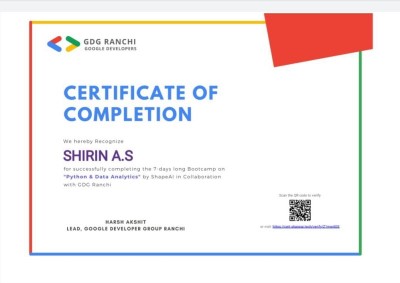 GDG RANCHI
GOOGLE DEVELOPERS
CERTIFICATE OF
COMPLETION
We hereby Recognize
SHIRIN A.S
for successfully completing the 7-days long Bootcamp on
"Python & Data Analytics" by ShapeAI in Collaboration
with GDG Ranchi
Scan the QR code to verify
or visit
HARSH AKSHIT
LEAD, GOOGLE DEVELOPER GROUP RANCHI